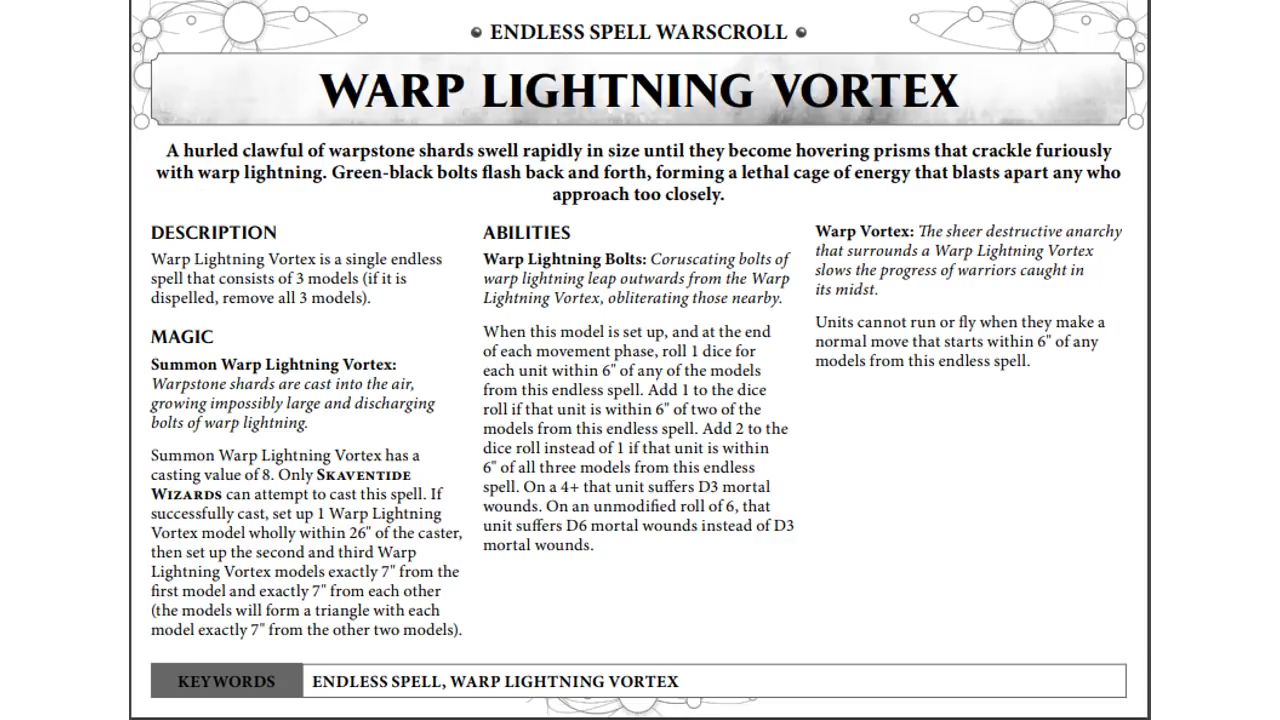 ENDLESS SPELL WARSCROLL
WARP LIGHTNING VORTEX
A hurled clawful of warpstone shards swell rapidly in size until they become hovering prisms that crackle furiously
with warp lightning. Green-black bolts flash back and forth, forming a lethal cage of energy that blasts apart any who
approach too closely.
DESCRIPTION
Warp Lightning Vortex is a single endless
spell that consists of 3 models (if it is
dispelled, remove all 3 models).
MAGIC
Summon Warp Lightning Vortex:
Warpstone shards are cast into the air,
growing impossibly large and discharging
bolts of warp lightning.
Summon Warp Lightning Vortex has a
casting value of 8. Only SKAVENTIDE
WIZARDS can attempt to cast this spell. If
successfully cast, set up 1 Warp Lightning
Vortex model wholly within 26" of the caster,
then set up the second and third Warp
Lightning Vortex models exactly 7" from the
first model and exactly 7" from each other
(the models will form a triangle with each
model exactly 7" from the other two models).
ABILITIES
Warp Lightning Bolts: Coruscating bolts of
warp lightning leap outwards from the Warp
Lightning Vortex, obliterating those nearby.
When this model is set up, and at the end
of each movement phase, roll 1 dice for
each unit within 6" of any of the models
from this endless spell. Add 1 to the dice
roll if that unit is within 6" of two of the
models from this endless spell. Add 2 to the
dice roll instead of 1 if that unit is within
6" of all three models from this endless
spell. On a 4+ that unit suffers D3 mortal
wounds. On an unmodified roll of 6, that
unit suffers D6 mortal wounds instead of D3
mortal wounds.
Warp Vortex: The sheer destructive anarchy
that surrounds a Warp Lightning Vortex
slows the progress of warriors caught in
its midst.
Units cannot run or fly when they make a
normal move that starts within 6" of any
models from this endless spell.
KEYWORDS
ENDLESS SPELL, WARP LIGHTNING VORTEX